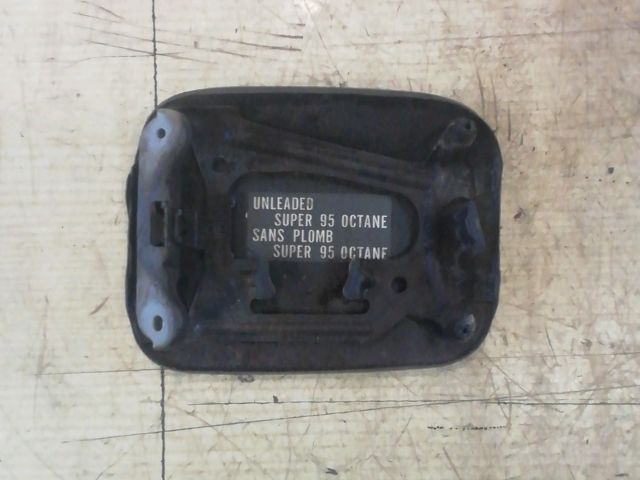 UNLEADED
SUPER 95 OCTANE
SANS PLOMB
SUPER 95 OCTANE